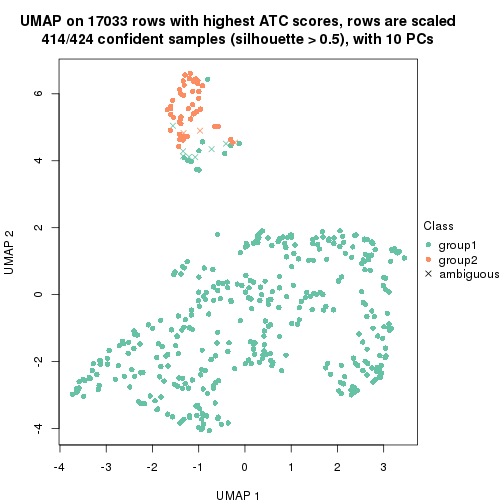 UMAP on 17033 rows with highest ATC scores, rows are scaled
414/424 confident samples (silhouette > 0.5), with 10 PCs
6
4
2
0
-2
-4
UMAP 2
-4 -3 -2 -1 0 1 2 3
UMAP 1
Class
group1
group2
ambiguous